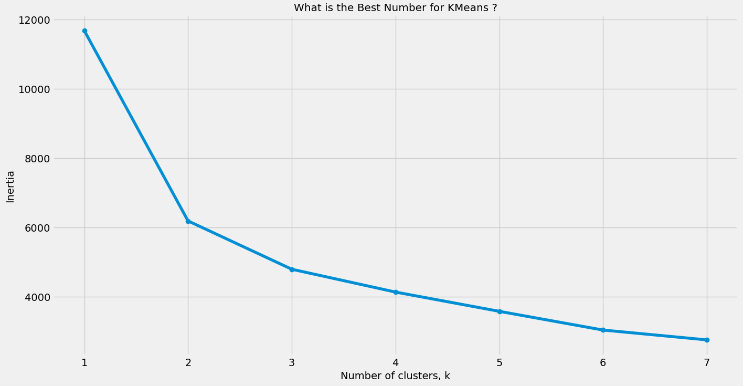 What is the Best Number for KMeans ?
12000
10000
8000
6000
4000
Inertia
1 2 3 4 5 6 7
Number of clusters, k